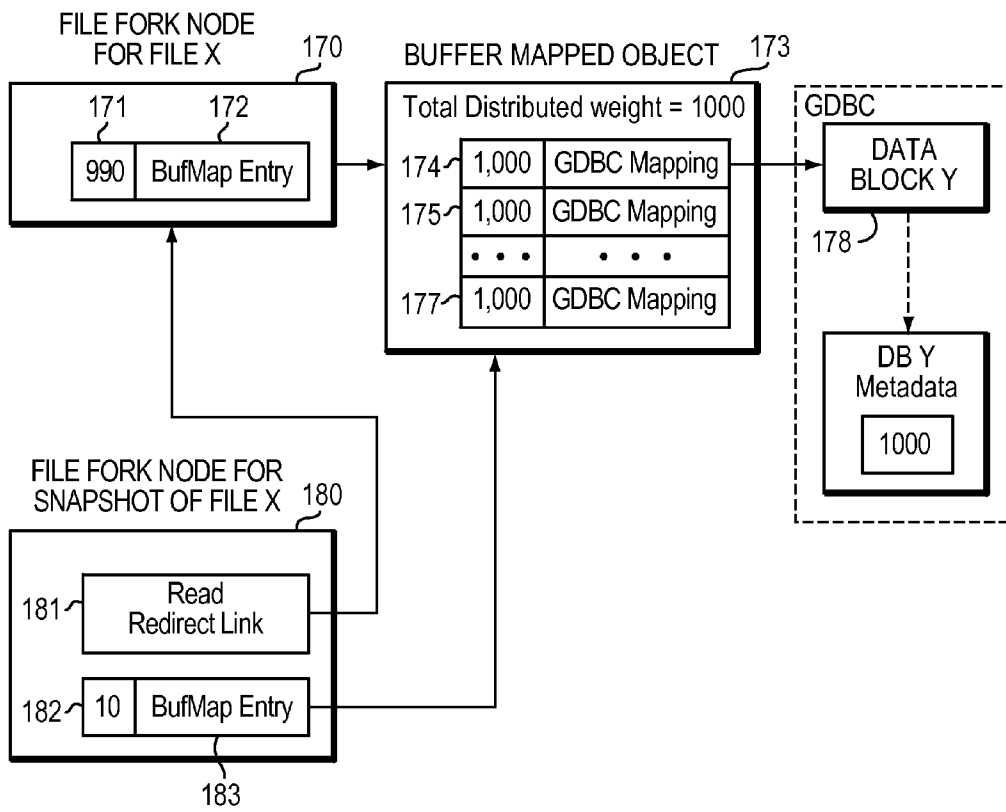 FILE FORK NODE
FOR FILE X
170
171
172
990 BufMap Entry
BUFFER MAPPED OBJECT
173
Total Distributed weight = 1000
174 1,000 GDBC Mapping
175 1,000 GDBC Mapping
• • • • • •
177 1,000 GDBC Mapping
GDBC
DATA
BLOCK Y
178
DB Y
Metadata
1000
FILE FORK NODE FOR
SNAPSHOT OF FILE X
180
181
Read
Redirect Link
182 10 BufMap Entry
183